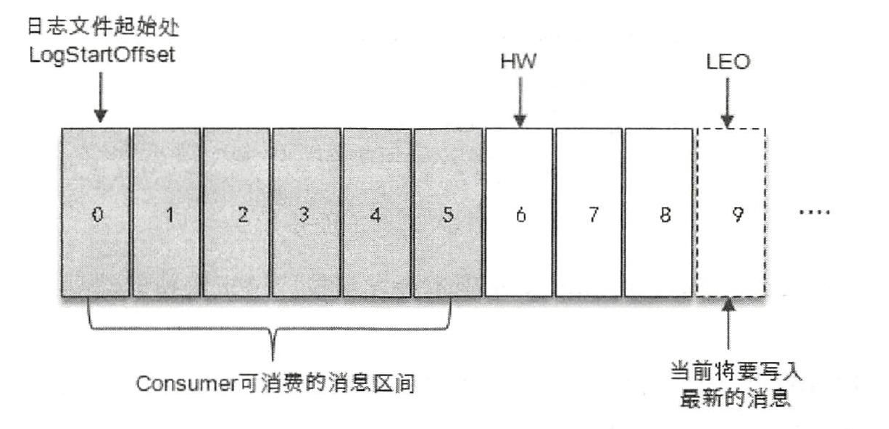 日志文件起始处
LogStartOffset
HW
LEO
0 1 2 3 4 5 6 7 8 9 ····
Consumer可消费的消息区间
当前将要写入
最新的消息